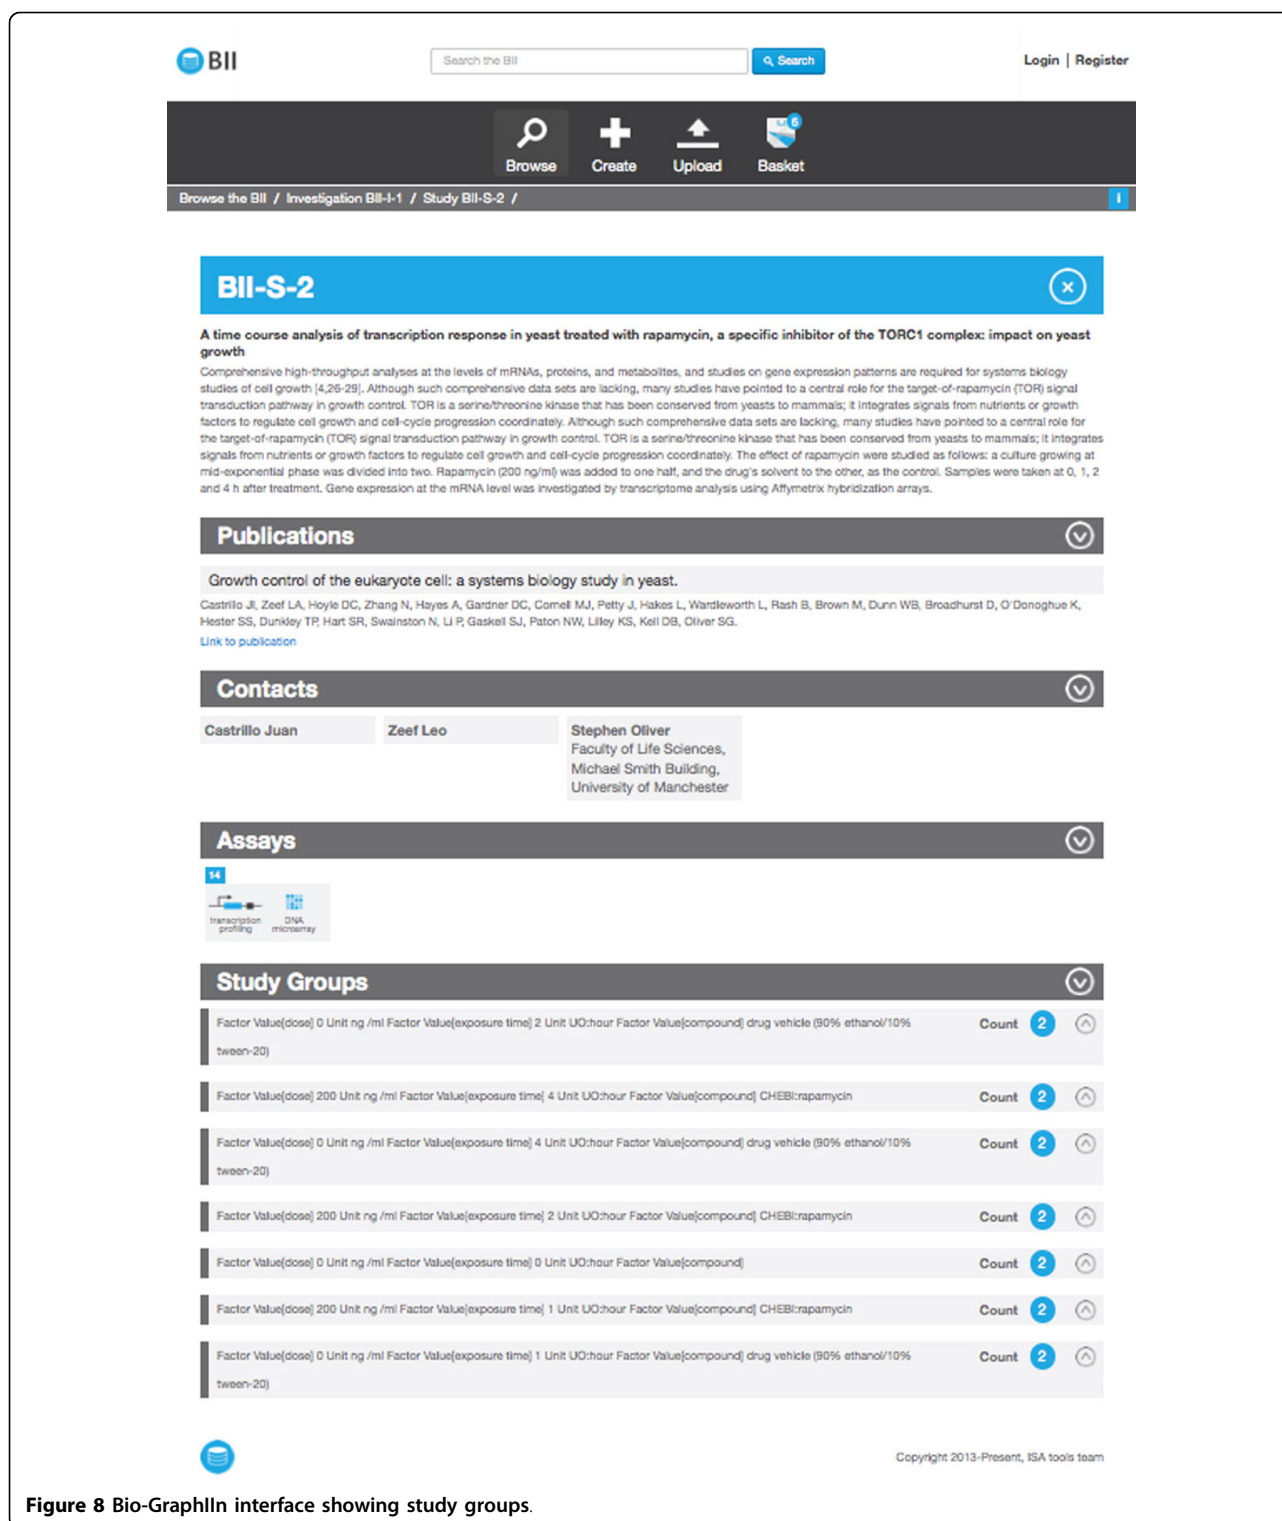 BII
Search the BII
Search
Login | Register
6
Browse
Create
Upload
Basket
Browse the BII / Investigation BII-I-1 / Study BII-S-2 /
i
BII-S-2
A time course analysis of transcription response in yeast treated with rapamycin, a specific inhibitor of the TORC1 complex: impact on yeast
growth
Comprehensive high-throughput analyses at the levels of mRNAs, proteins, and metabolites, and studies on gene expression patterns are required for systems biology
studies of cell growth [4,26-29]. Although such comprehensive data sets are lacking, many studies have pointed to a central role for the target-of-rapamycin (TOR) signal
transduction pathway in growth control. TOR is a serine/threonine kinase that has been conserved from yeasts to mammals; it integrates signals from nutrients or growth
factors to regulate cell growth and cell-cycle progression coordinately. Although such comprehensive data sets are lacking, many studies have pointed to a central role for
the target-of-rapamycin (TOR) signal transduction pathway in growth control. TOR is a serine/threonine kinase that has been conserved from yeasts to mammals; it integrates
signals from nutrients or growth factors to regulate cell growth and cell-cycle progression coordinately. The effect of rapamycin were studied as follows: a culture growing at
mid-exponential phase was divided into two. Rapamycin (200 ng/ml) was added to one half, and the drug's solvent to the other, as the control. Samples were taken at 0, 1, 2
and 4 h after treatment. Gene expression at the mRNA level was investigated by transcriptome analysis using Affymetrix hybridization arrays.
Publications
Growth control of the eukaryote cell: a systems biology study in yeast.
Castrillo JI, Zeef LA, Hoyle DC, Zhang N, Hayes A, Gardner DC, Cornell MJ, Petty J, Hakes L, Wardleworth L, Rash B, Brown M, Dunn WB, Broadhurst D, O'Donoghue K,
Hester SS, Dunkley TP, Hart SR, Swainston N, Li P, Gaskell SJ, Paton NW, Lilley KS, Kell DB, Oliver SG.
Link to publication
Contacts
Castrillo Juan
Zeef Leo
Stephen Oliver
Faculty of Life Sciences,
Michael Smith Building,
University of Manchester
Assays
14
transcription profiling
DNA microarray
Study Groups
Factor Value[dose] 0 Unit ng /ml Factor Value[exposure time] 2 Unit UO:hour Factor Value[compound] drug vehicle (90% ethanol/10% Count 2
tween-20)
Factor Value[dose] 200 Unit ng /ml Factor Value[exposure time] 4 Unit UO:hour Factor Value[compound] CHEBI:rapamycin Count 2
Factor Value[dose] 0 Unit ng /ml Factor Value[exposure time] 4 Unit UO:hour Factor Value[compound] drug vehicle (90% ethanol/10% Count 2
tween-20)
Factor Value[dose] 200 Unit ng /ml Factor Value[exposure time] 2 Unit UO:hour Factor Value[compound] CHEBI:rapamycin Count 2
Factor Value[dose] 0 Unit ng /ml Factor Value[exposure time] 0 Unit UO:hour Factor Value[compound] Count 2
Factor Value[dose] 200 Unit ng /ml Factor Value[exposure time] 1 Unit UO:hour Factor Value[compound] CHEBI:rapamycin Count 2
Factor Value[dose] 0 Unit ng /ml Factor Value[exposure time] 1 Unit UO:hour Factor Value[compound] drug vehicle (90% ethanol/10% Count 2
tween-20)
Copyright 2013-Present, ISA tools team
Figure 8 Bio-GraphIIn interface showing study groups.